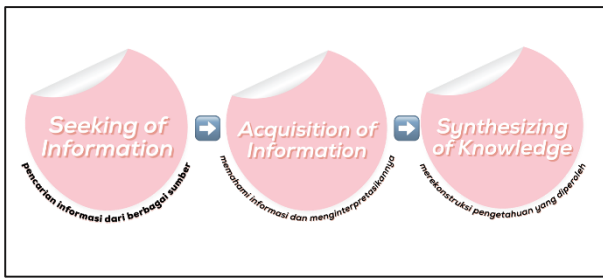 Seeking of
Information
pencarian informasi dari berbagai sumber
Acquisition of
Information
memahami informasi dan menginterpretasikannya
Synthesizing
of Knowledge
merekonstruksi pengetahuan yang diperoleh